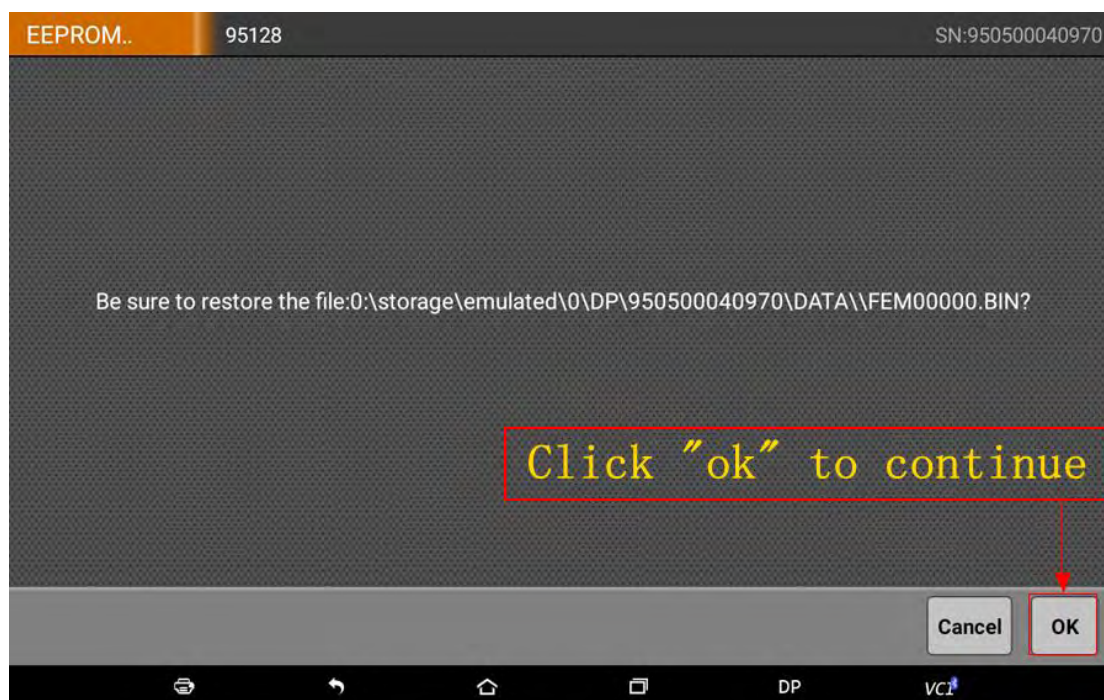 EEPROM..
95128
SN:950500040970
Be sure to restore the file:0:\storage\emulated\0\DP\950500040970\DATA\\FEM00000.BIN?
Click "ok" to continue
Cancel
OK
DP
VCI